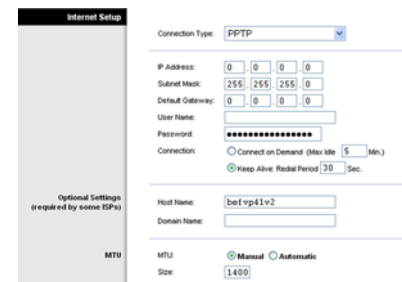 Internet Setup
Connection Type: PPTP
IP Address: 0 . 0 . 0 . 0
Subnet Mask: 255 . 255 . 255 . 0
Default Gateway: 0 . 0 . 0 . 0
User Name:
Password: ●●●●●●●●●●●●●●●●
Connection: Connect on Demand (Max Idle 5 Min.)
Keep Alive: Redial Period 30 Sec.
Optional Settings
(required by some ISPs)
Host Name: befvp41v2
Domain Name:
MTU
MTU: Manual Automatic
Size: 1400